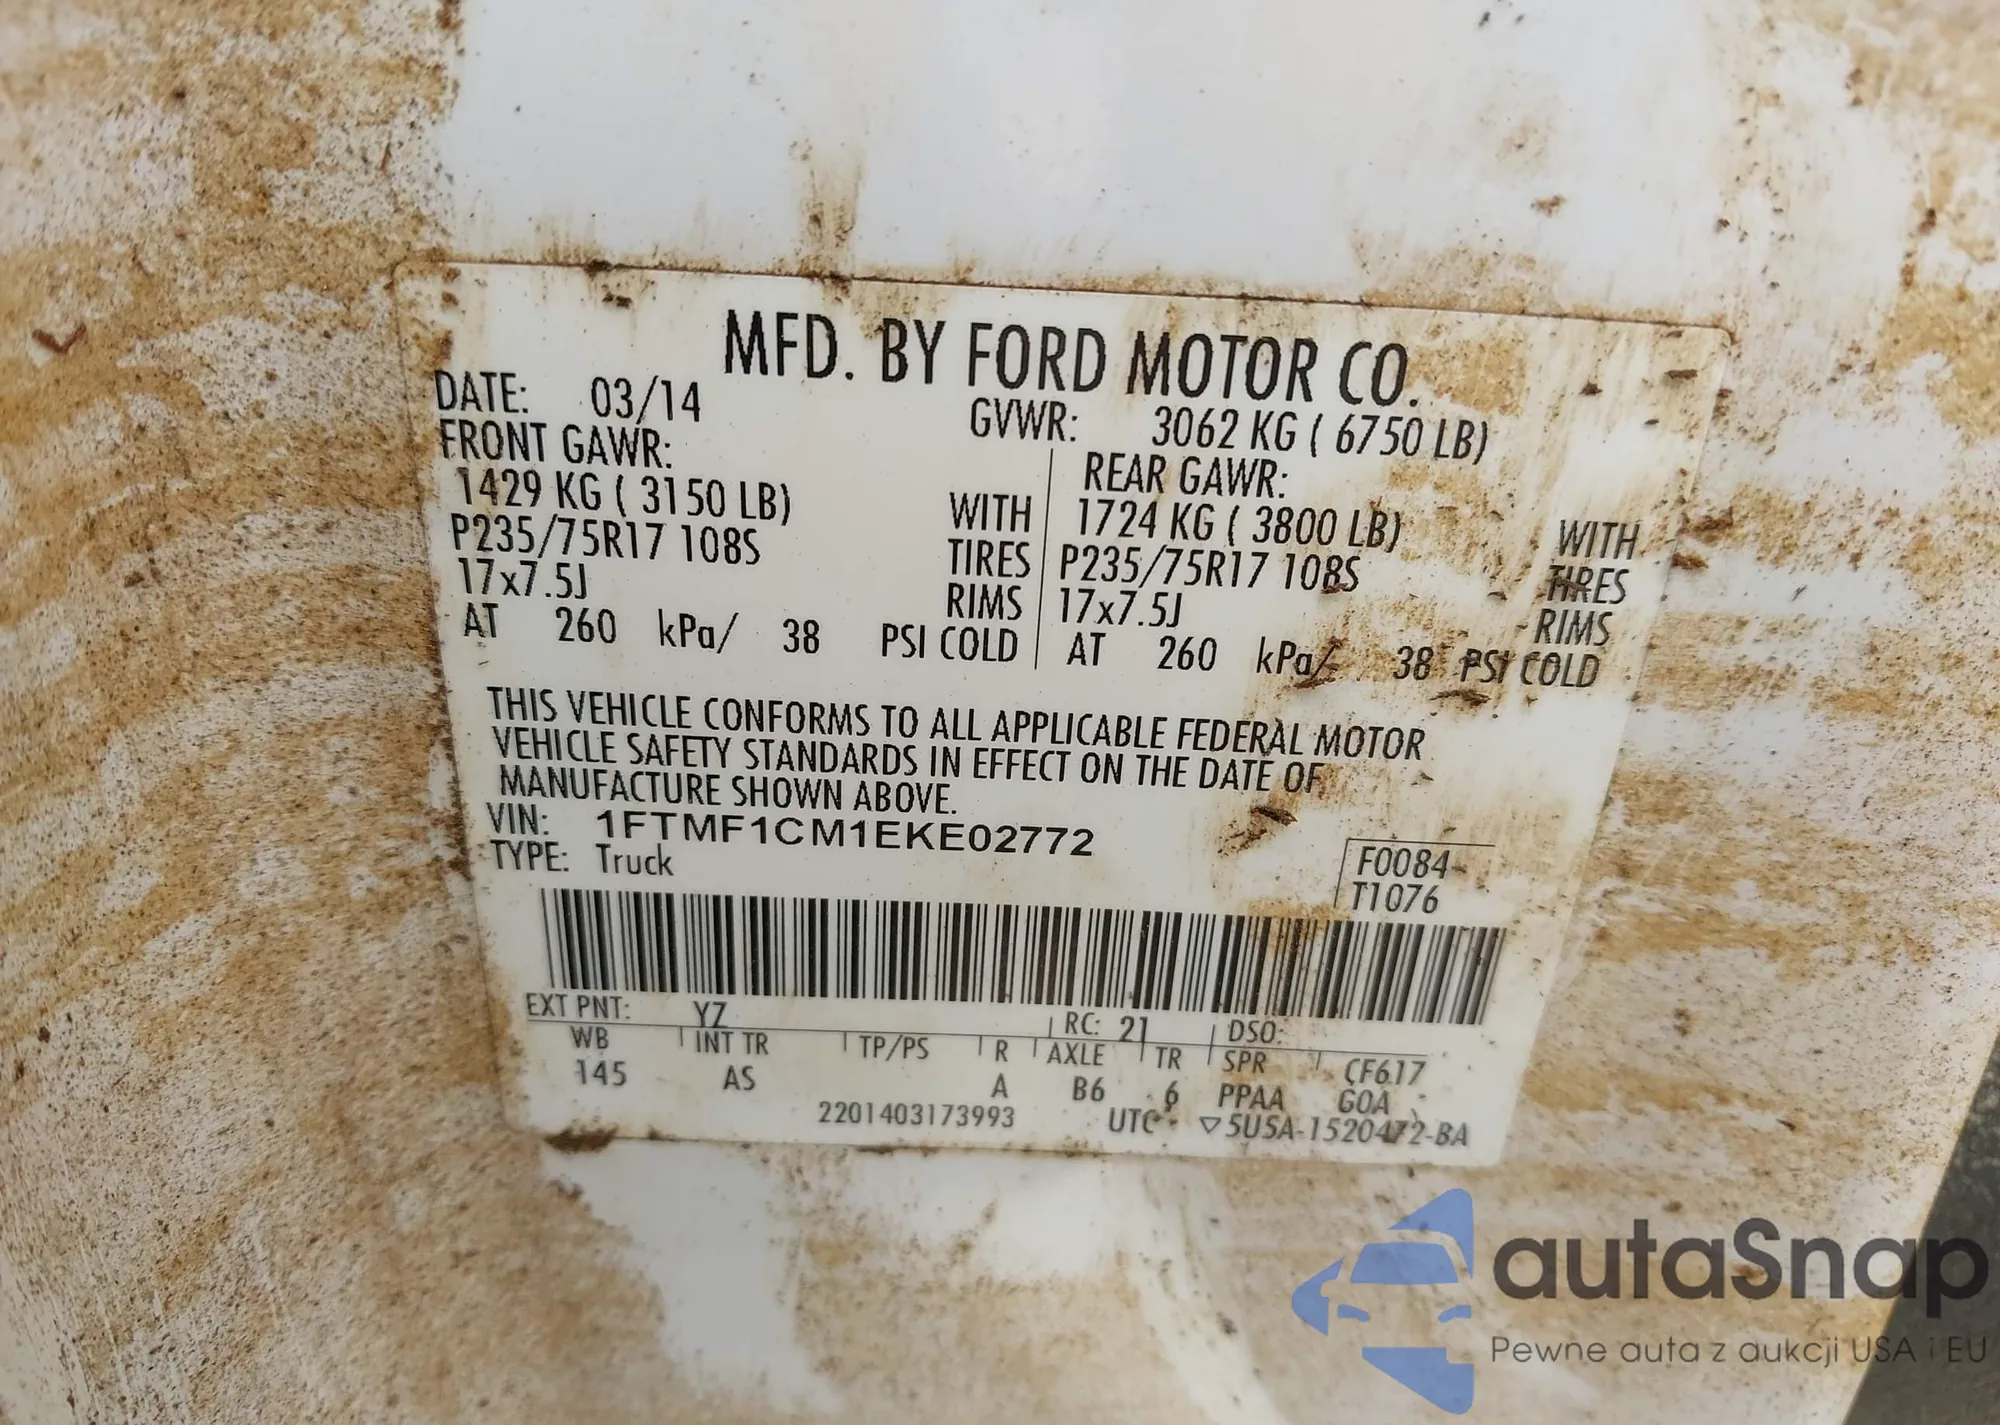 MFD. BY FORD MOTOR CO.
DATE: 03/14 GVWR: 3062 KG ( 6750 LB)
FRONT GAWR: REAR GAWR:
1429 KG ( 3150 LB) WITH 1724 KG ( 3800 LB) WITH
P235/75R17 108S TIRES P235/75R17 108S TIRES
17x7.5J RIMS 17x7.5J RIMS
AT 260 kPa/ 38 PSI COLD AT 260 kPa/ 38 PSI COLD
THIS VEHICLE CONFORMS TO ALL APPLICABLE FEDERAL MOTOR
VEHICLE SAFETY STANDARDS IN EFFECT ON THE DATE OF
MANUFACTURE SHOWN ABOVE.
VIN: 1FTMF1CM1EKE02772
TYPE: Truck
F0084-
T1076
EXT PNT: YZ RC: 21 DSO:
WB INT TR TP/PS R AXLE TR SPR CF617
145 AS A B6 6 PPAA GOA
2201403173993 UTC ▽5U5A-1520472-BA
autaSnap
Pewne auta z aukcji USA i EU